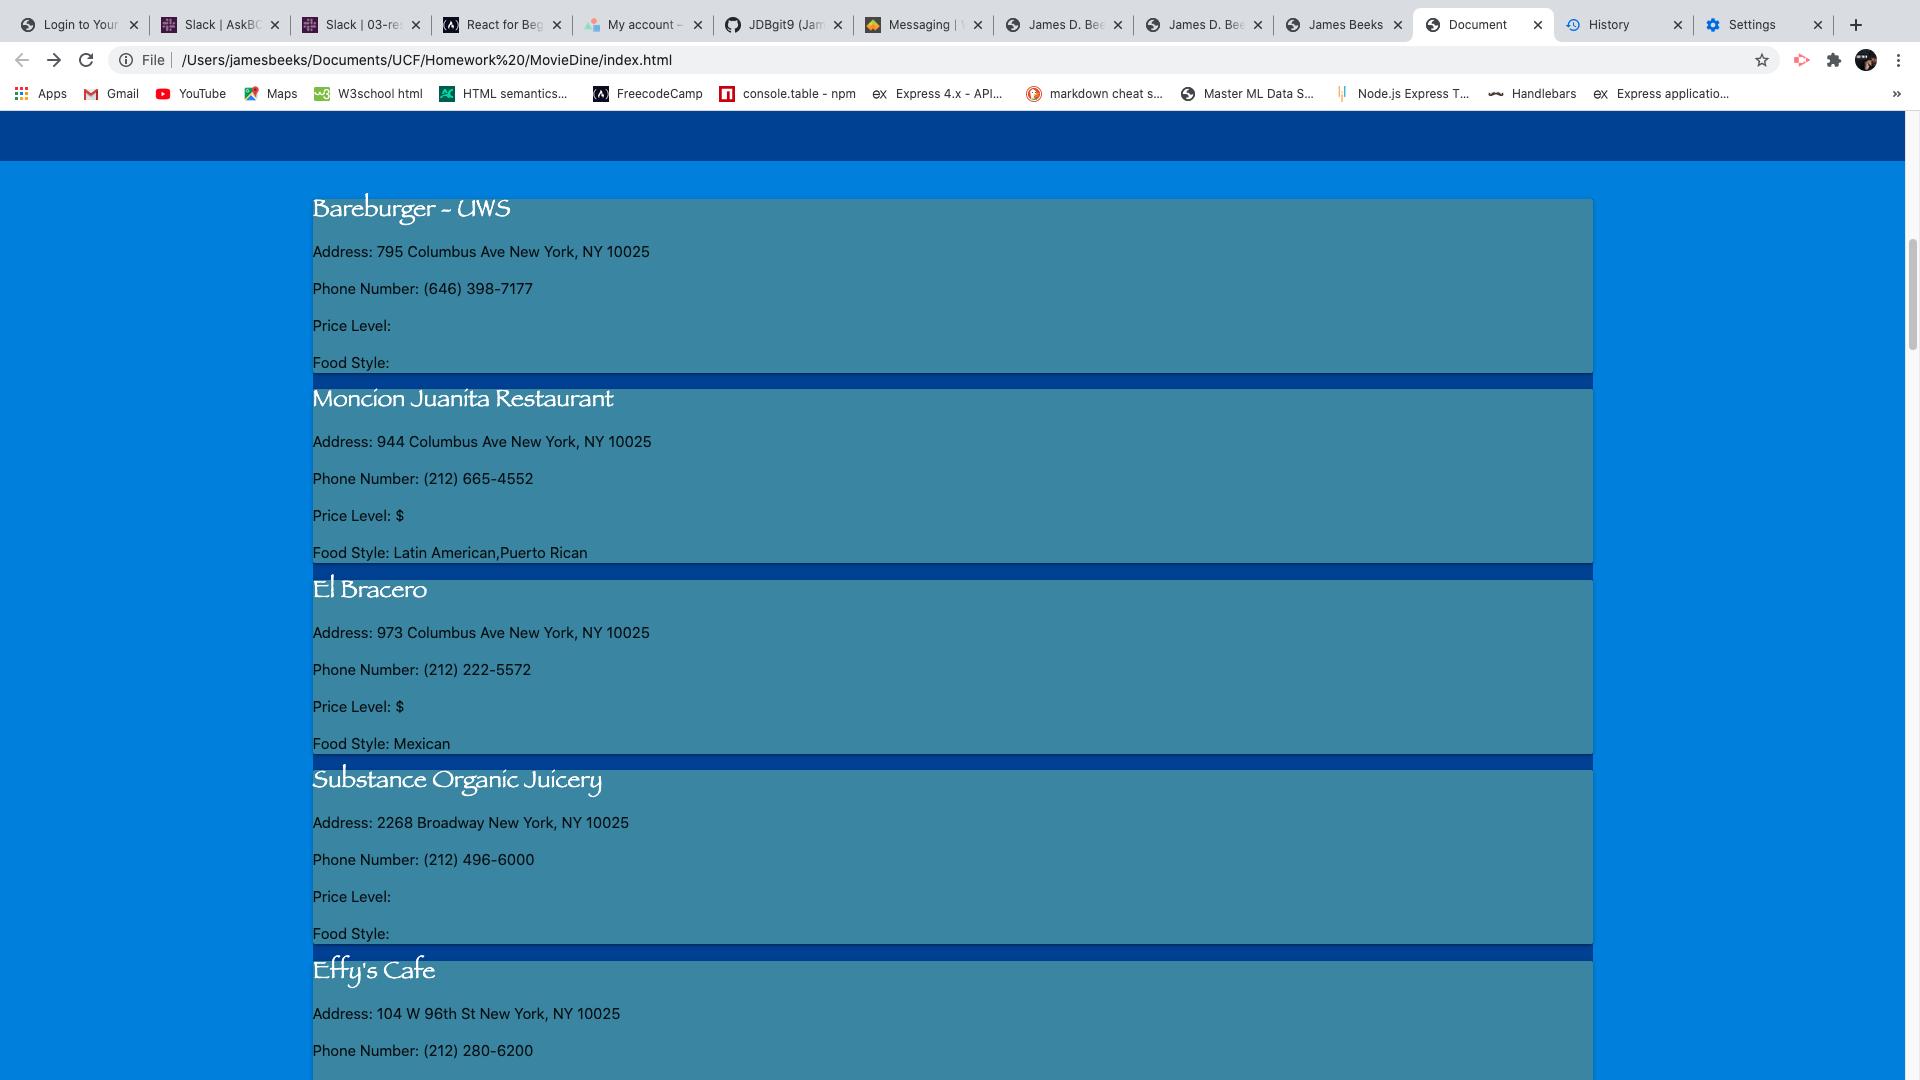 Login to Your
Slack | AskBC
Slack | 03-res
React for Beg
My account –
JDBgit9 (Jam
Messaging |
James D. Bee
James D. Bee
James Beeks
Document
History
Settings
File
/Users/jamesbeeks/Documents/UCF/Homework%20/MovieDine/index.html
Apps
Gmail
YouTube
Maps
W3school html
HTML semantics...
FreecodeCamp
console.table - npm
Express 4.x - API...
markdown cheat s...
Master ML Data S...
Node.js Express T...
Handlebars
Express applicatio...
»
Bareburger - UWS
Address: 795 Columbus Ave New York, NY 10025
Phone Number: (646) 398-7177
Price Level:
Food Style:
Moncion Juanita Restaurant
Address: 944 Columbus Ave New York, NY 10025
Phone Number: (212) 665-4552
Price Level: $
Food Style: Latin American,Puerto Rican
El Bracero
Address: 973 Columbus Ave New York, NY 10025
Phone Number: (212) 222-5572
Price Level: $
Food Style: Mexican
Substance Organic Juicery
Address: 2268 Broadway New York, NY 10025
Phone Number: (212) 496-6000
Price Level:
Food Style:
Effy's Cafe
Address: 104 W 96th St New York, NY 10025
Phone Number: (212) 280-6200